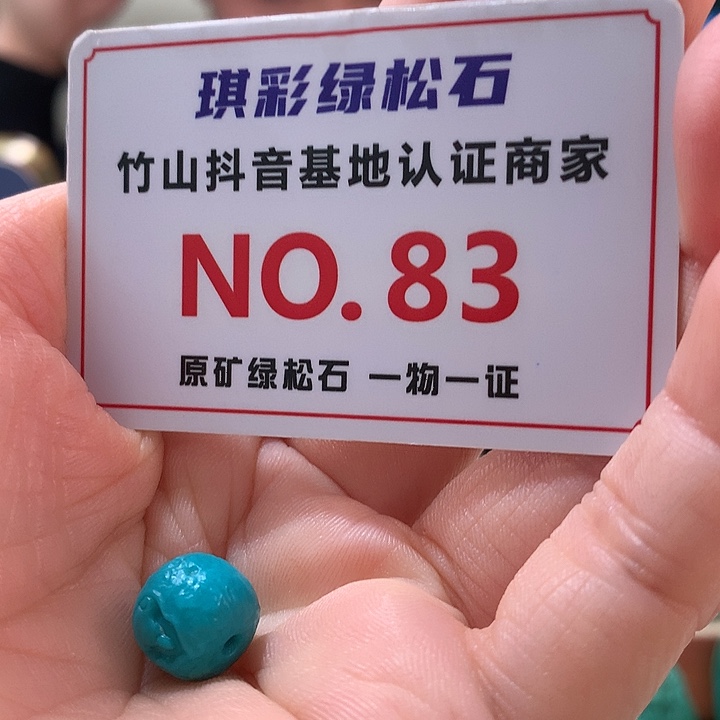 琪彩绿松石
竹山抖音基地认证商家
NO. 83
原矿绿松石 一物一证